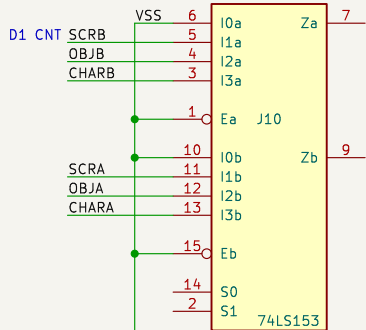 VSS 6 I0a Za 7
D1 CNT SCRB 5 I1a
OBJB 4 I2a
CHARB 3 I3a
1 Ea J10
10 I0b Zb 9
SCRA 11 I1b
OBJA 12 I2b
CHARA 13 I3b
15 Eb
14 S0
2 S1
74LS153